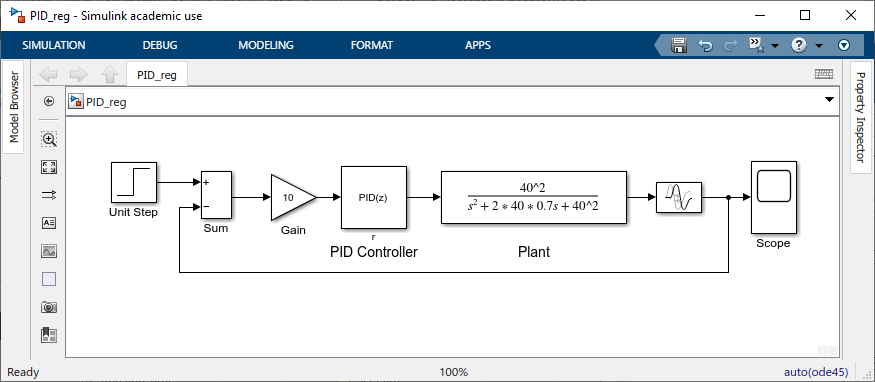 PID_reg - Simulink academic use
SIMULATION DEBUG MODELING FORMAT APPS
PID_reg
PID_reg
Model Browser
Property Inspector
Unit Step
+
−
Sum
10
Gain
PID(z)
r
PID Controller
40^2
s² + 2 * 40 * 0.7s + 40^2
Plant
Scope
Ready 100% auto(ode45)